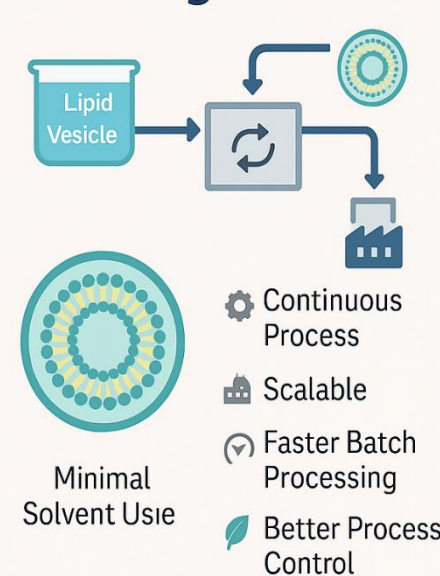 Lipid
Vesicle
Continuous
Process
Scalable
Faster Batch
Processing
Minimal
Solvent Usıe
Better Process
Control